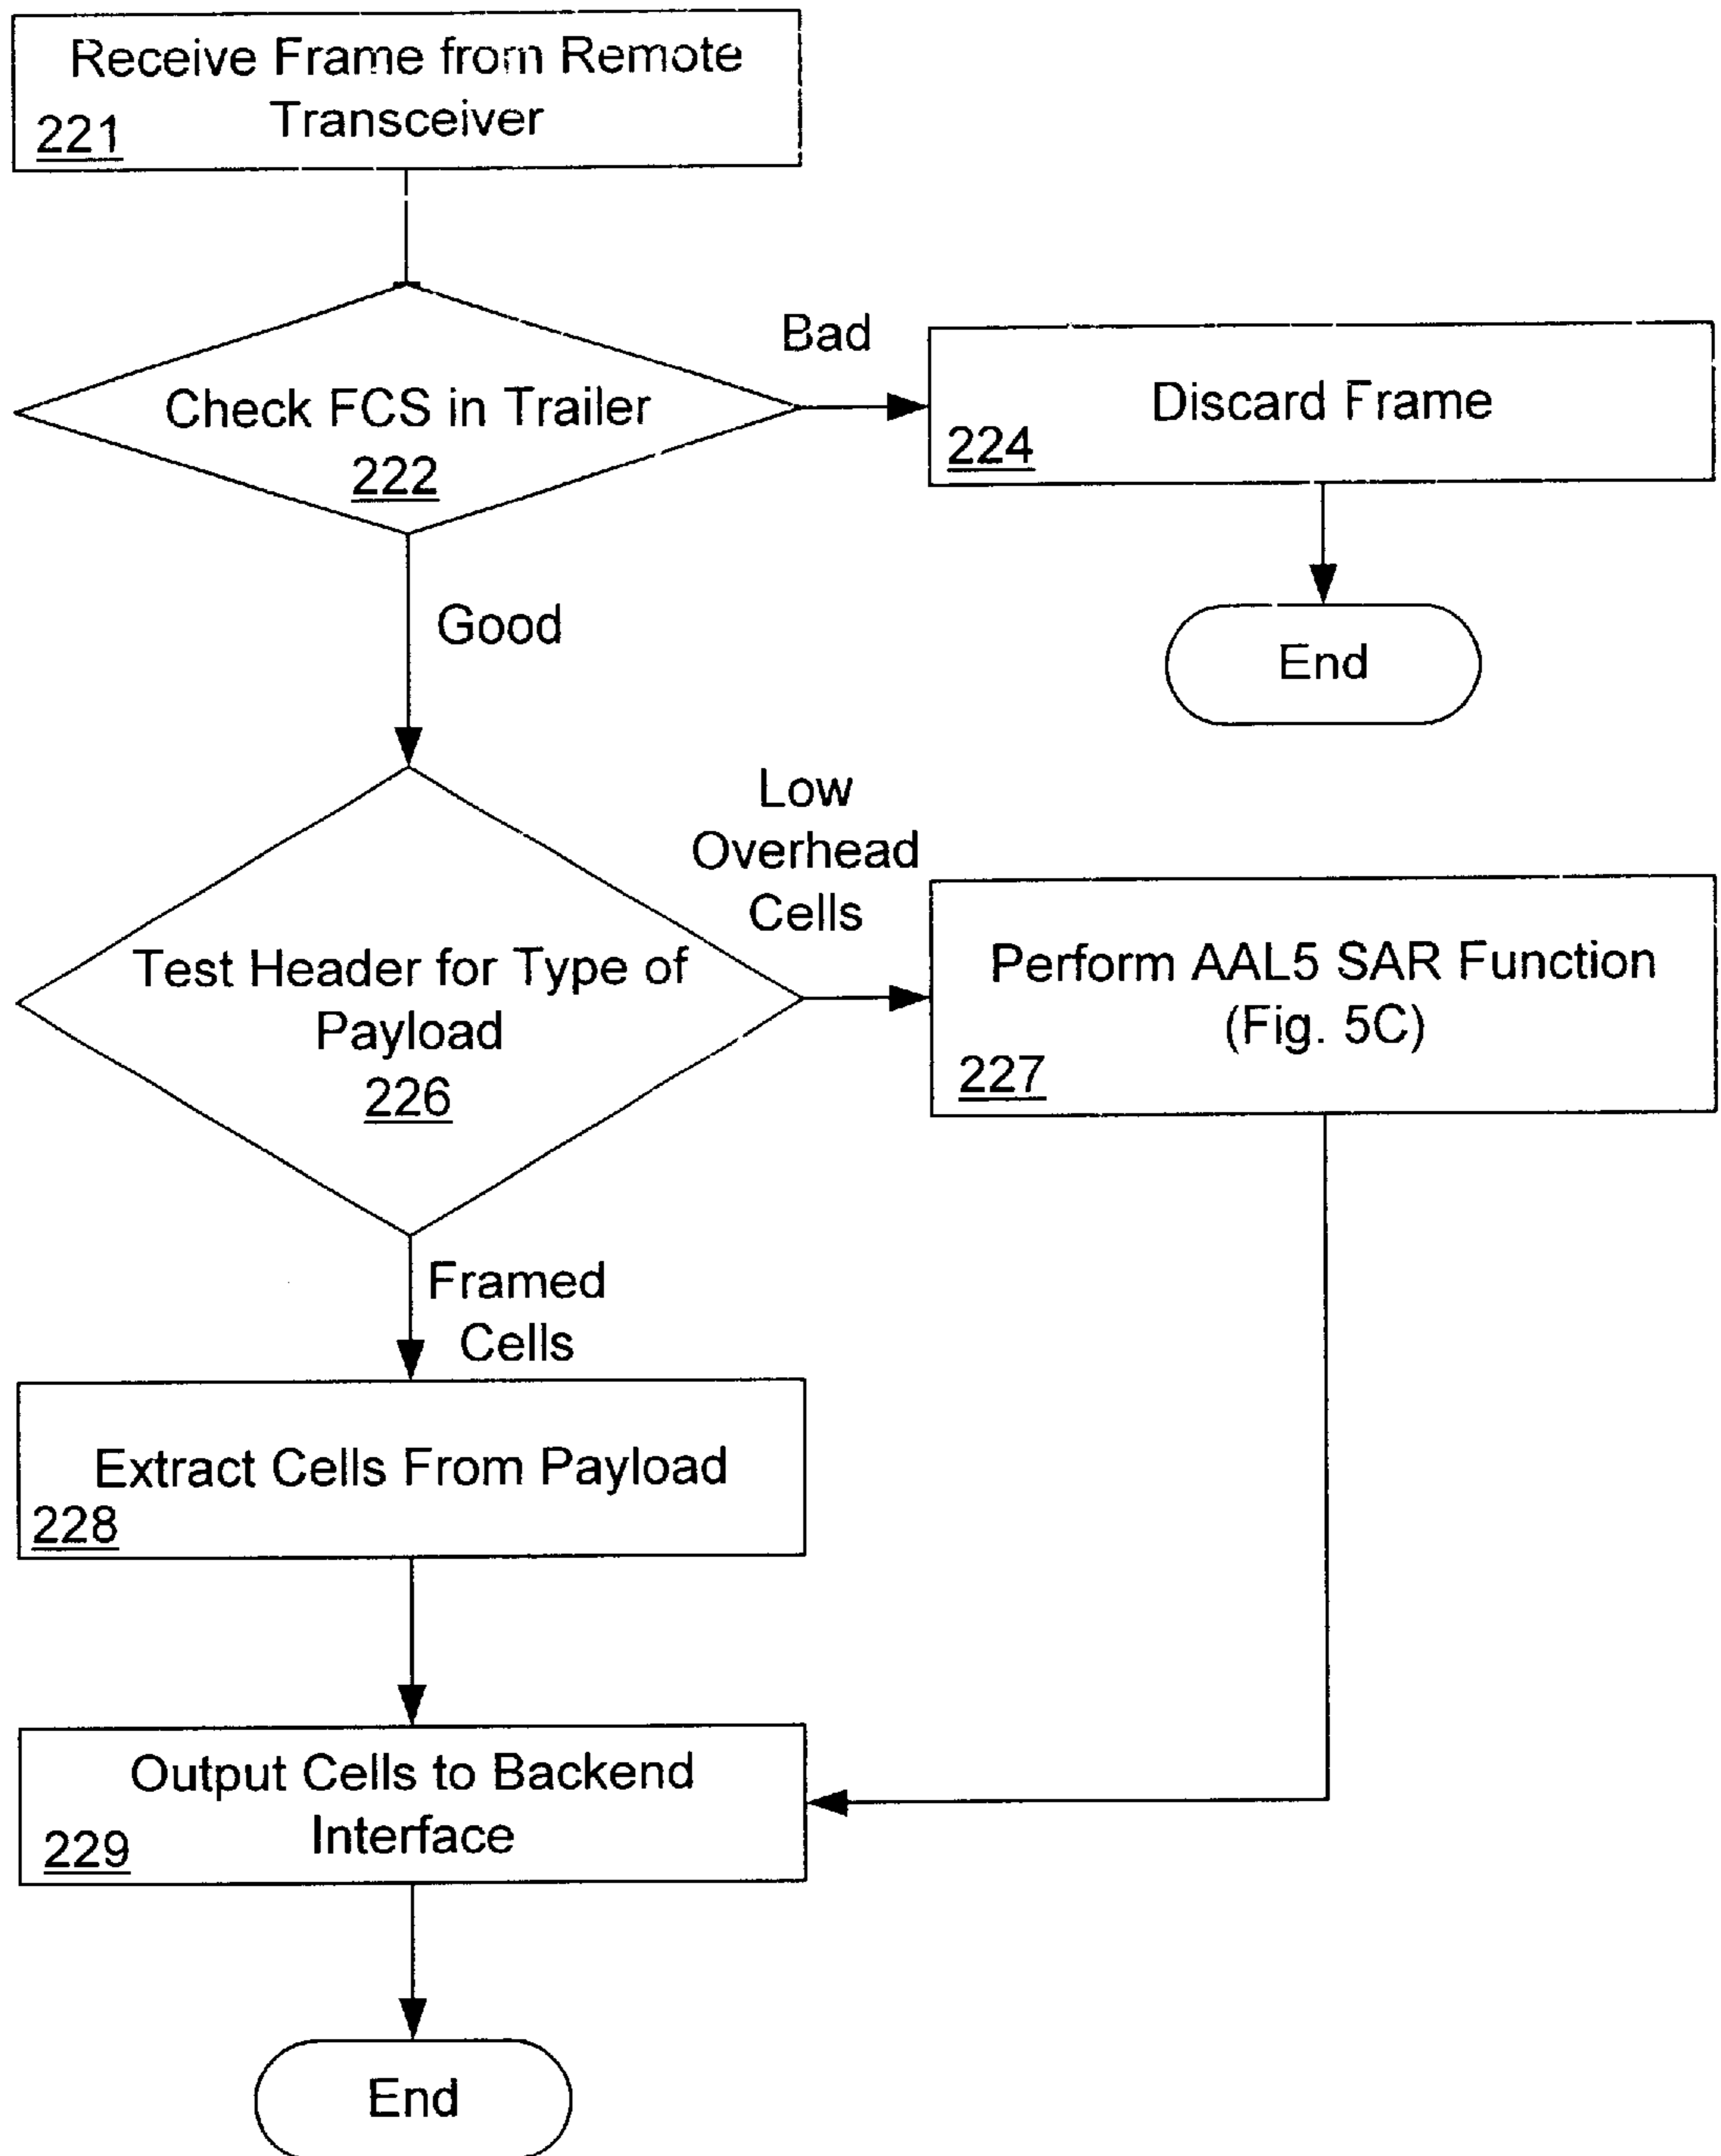 Receive Frame from Remote
Transceiver
221
Check FCS in Trailer
222
Bad
Discard Frame
224
End
Good
Test Header for Type of
Payload
226
Low
Overhead
Cells
Perform AAL5 SAR Function
(Fig. 5C)
227
Framed
Cells
Extract Cells From Payload
228
Output Cells to Backend
Interface
229
End